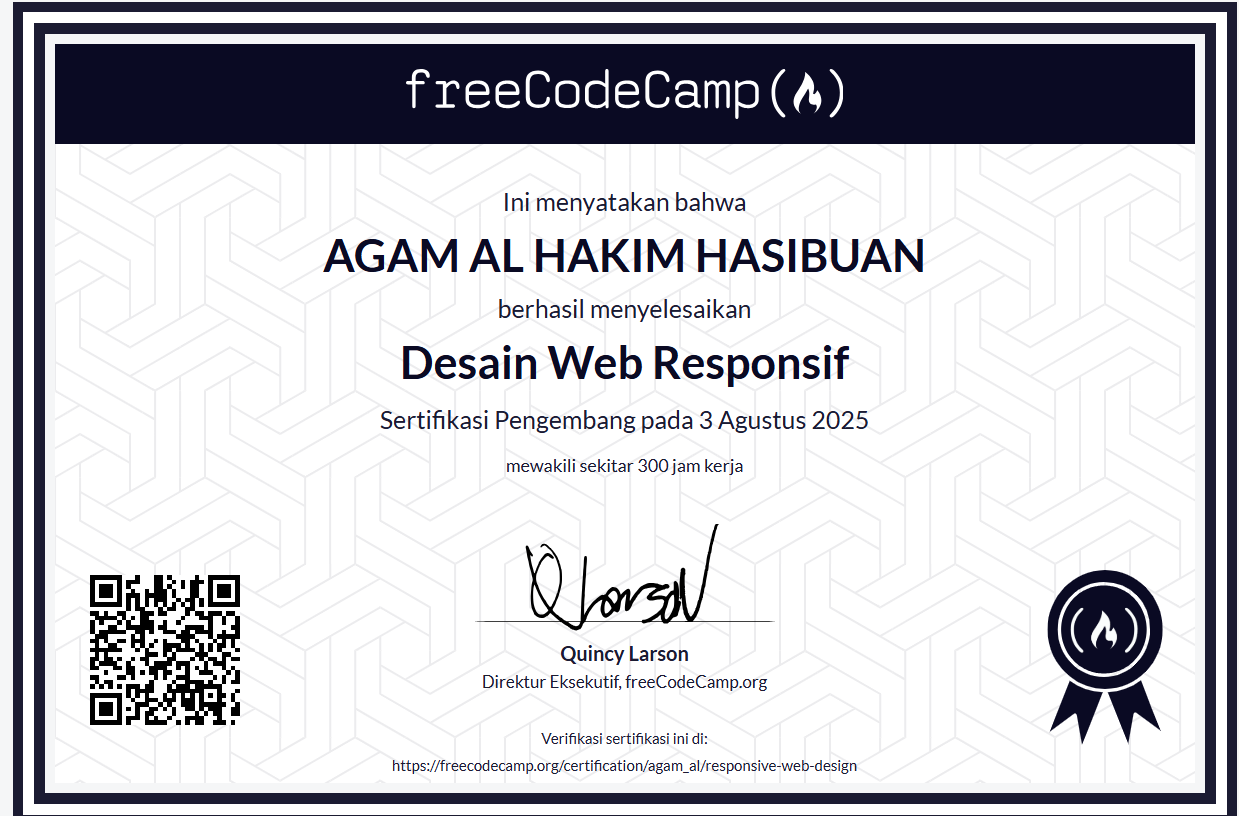 freeCodeCamp
Ini menyatakan bahwa
AGAM AL HAKIM HASIBUAN
berhasil menyelesaikan
Desain Web Responsif
Sertifikasi Pengembang pada 3 Agustus 2025
mewakili sekitar 300 jam kerja
Quincy Larson
Direktur Eksekutif, freeCodeCamp.org
Verifikasi sertifikasi ini di:
https://freecodecamp.org/certification/agam_al/responsive-web-design